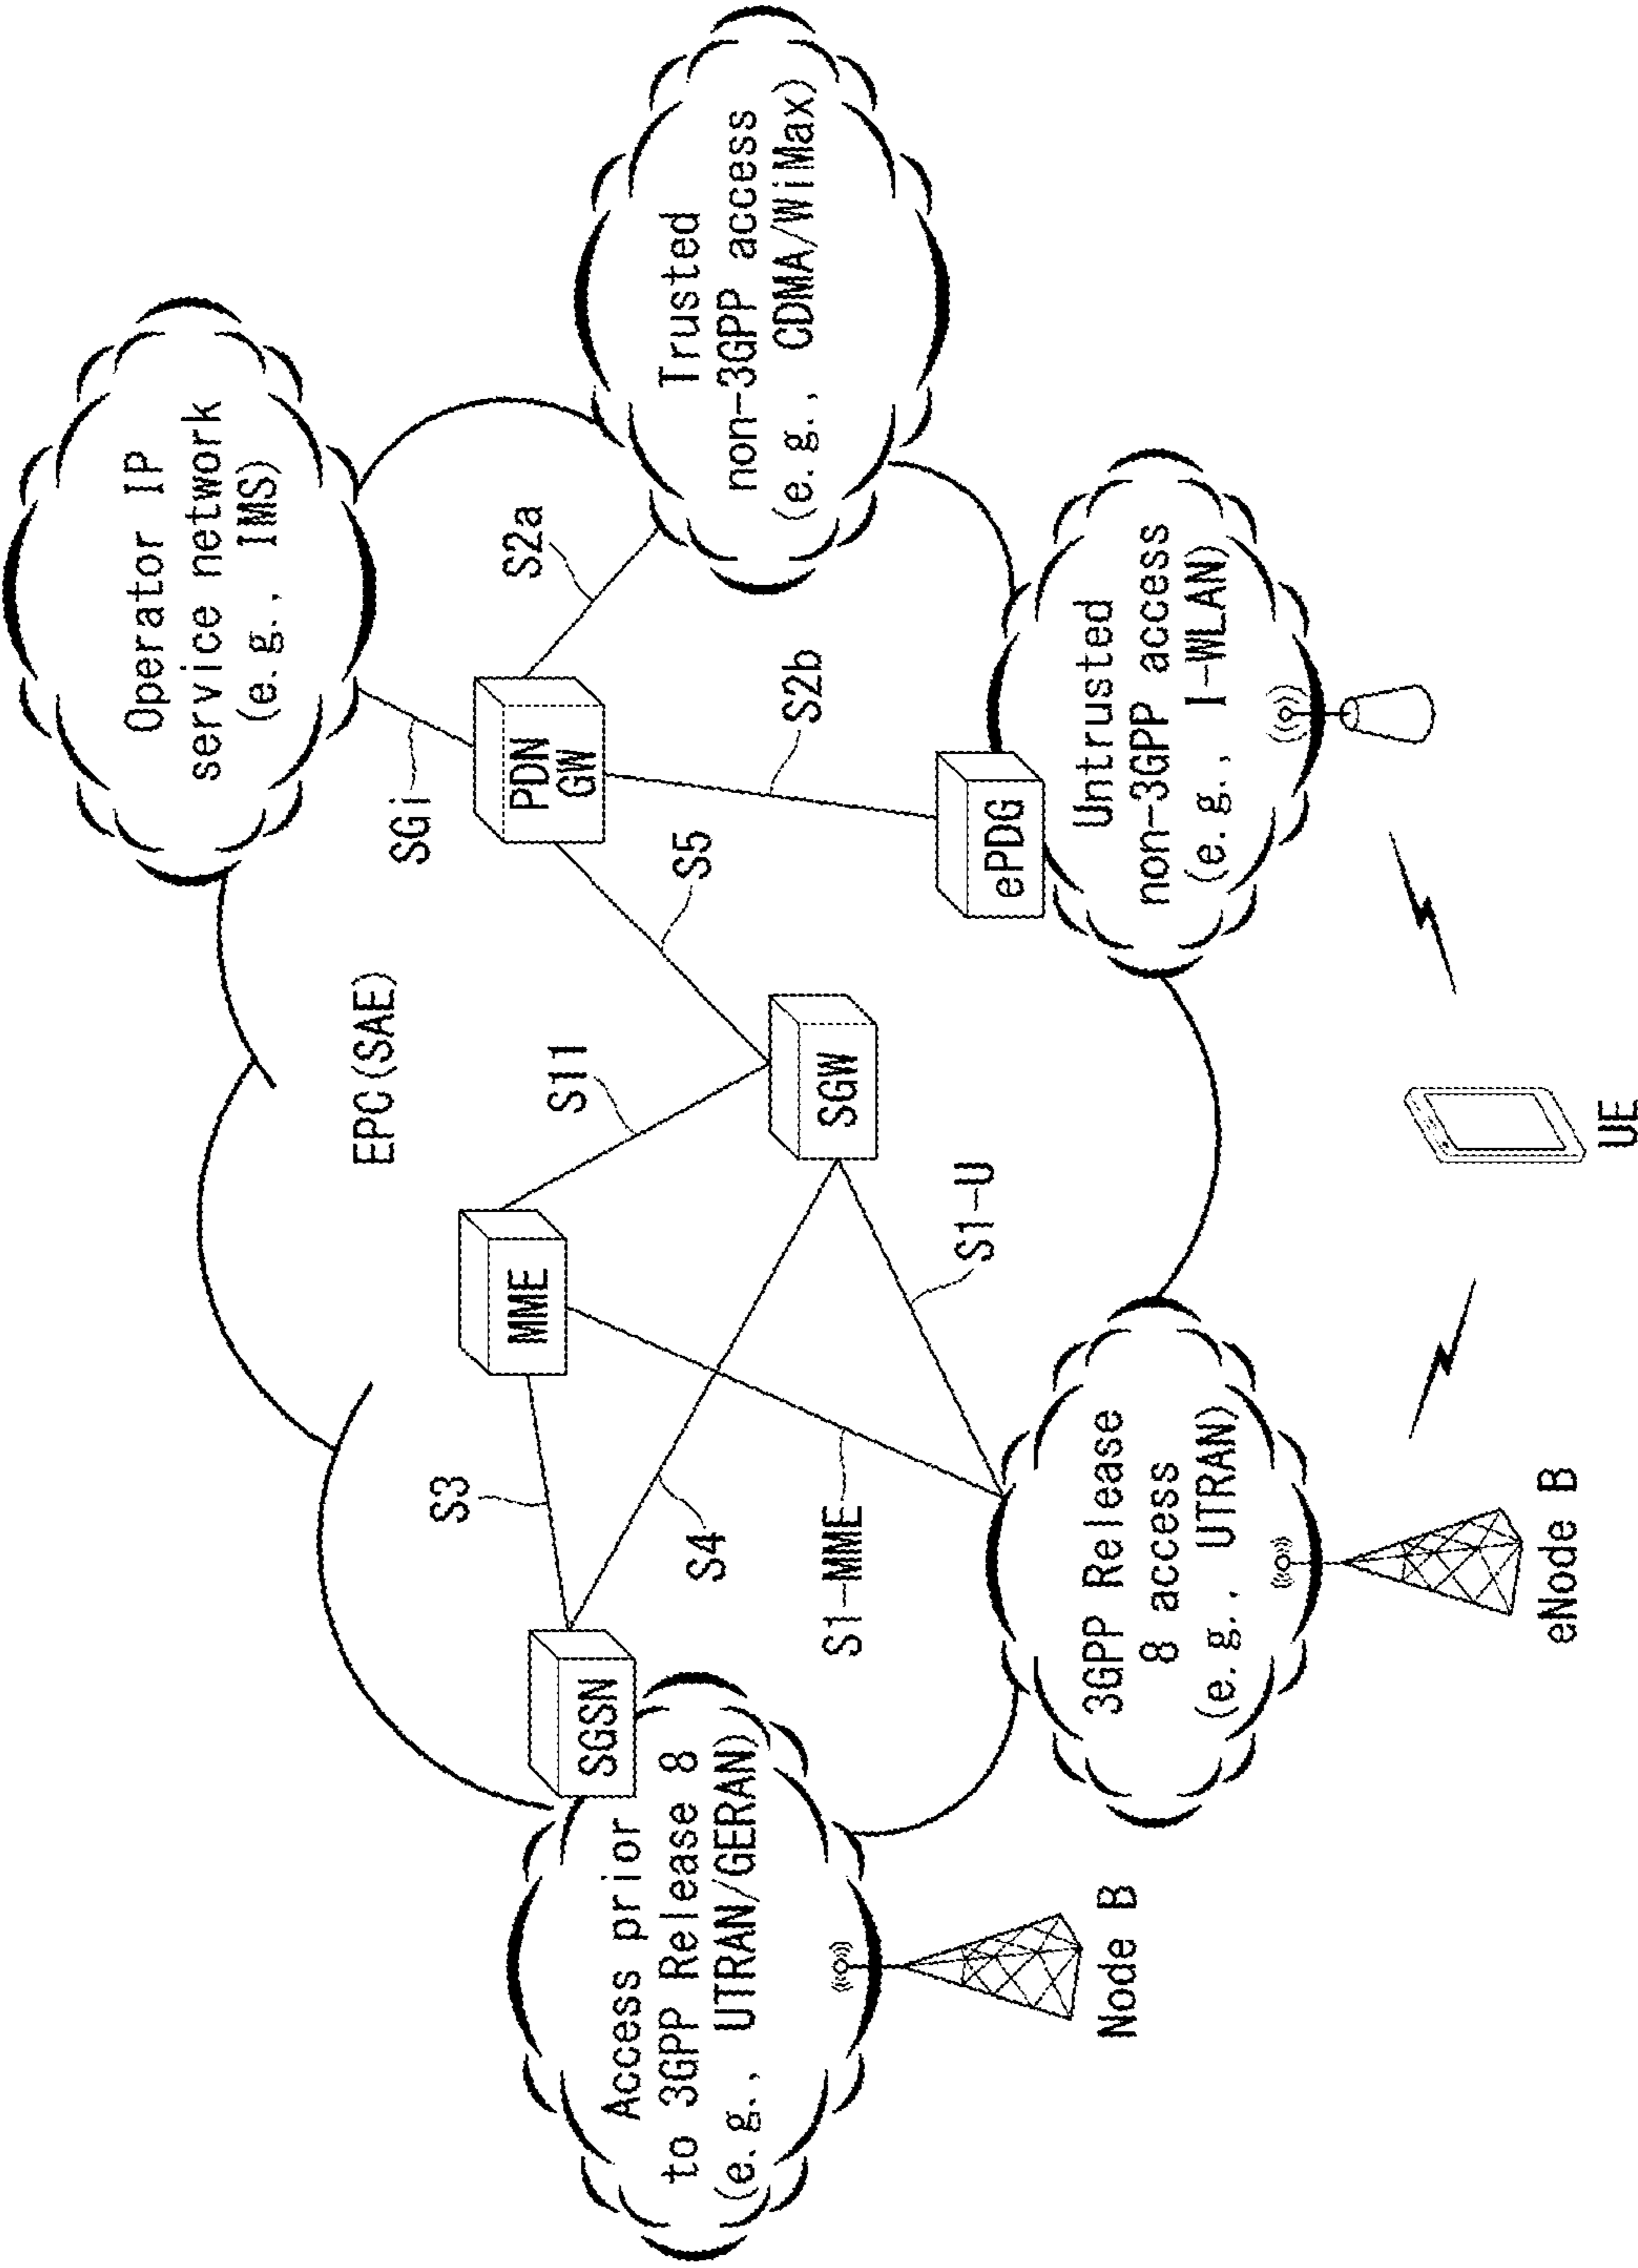 Operator IP
service network
(e.g., IMS)
EPC(SAE)
SGi
S2a
Trusted
non-3GPP access
(e.g., CDMA/WiMax)
PDN
GW
S11
S5
S2b
MME
S3
SGSN
SGW
ePDG
S4
S1-MME
S1-U
Access prior
to 3GPP Release 8
(e.g., UTRAN/GERAN)
3GPP Release
8 access
(e.g., UTRAN)
Untrusted
non-3GPP access
(e.g., I-WLAN)
Node B
eNode B
UE